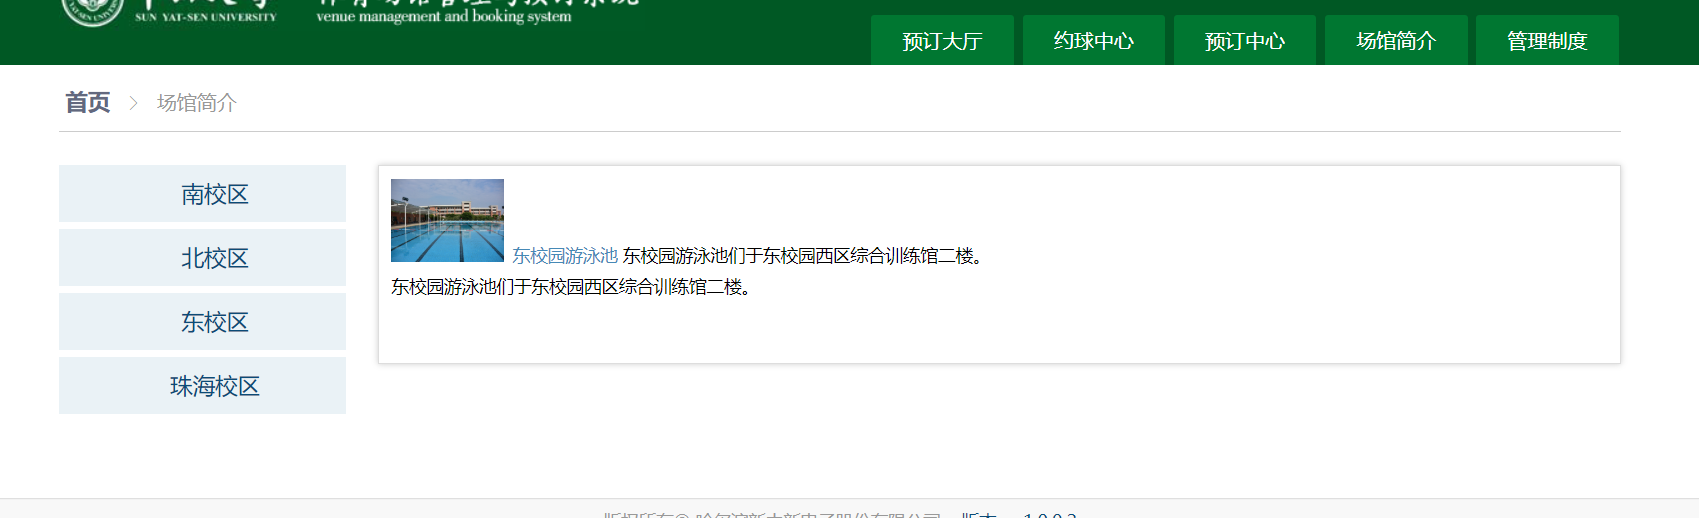 SUN YAT-SEN UNIVERSITY
venue management and booking system
预订大厅 约球中心 预订中心 场馆简介 管理制度
首页 > 场馆简介
南校区
北校区
东校区
珠海校区
东校园游泳池 东校园游泳池们于东校园西区综合训练馆二楼。
东校园游泳池们于东校园西区综合训练馆二楼。